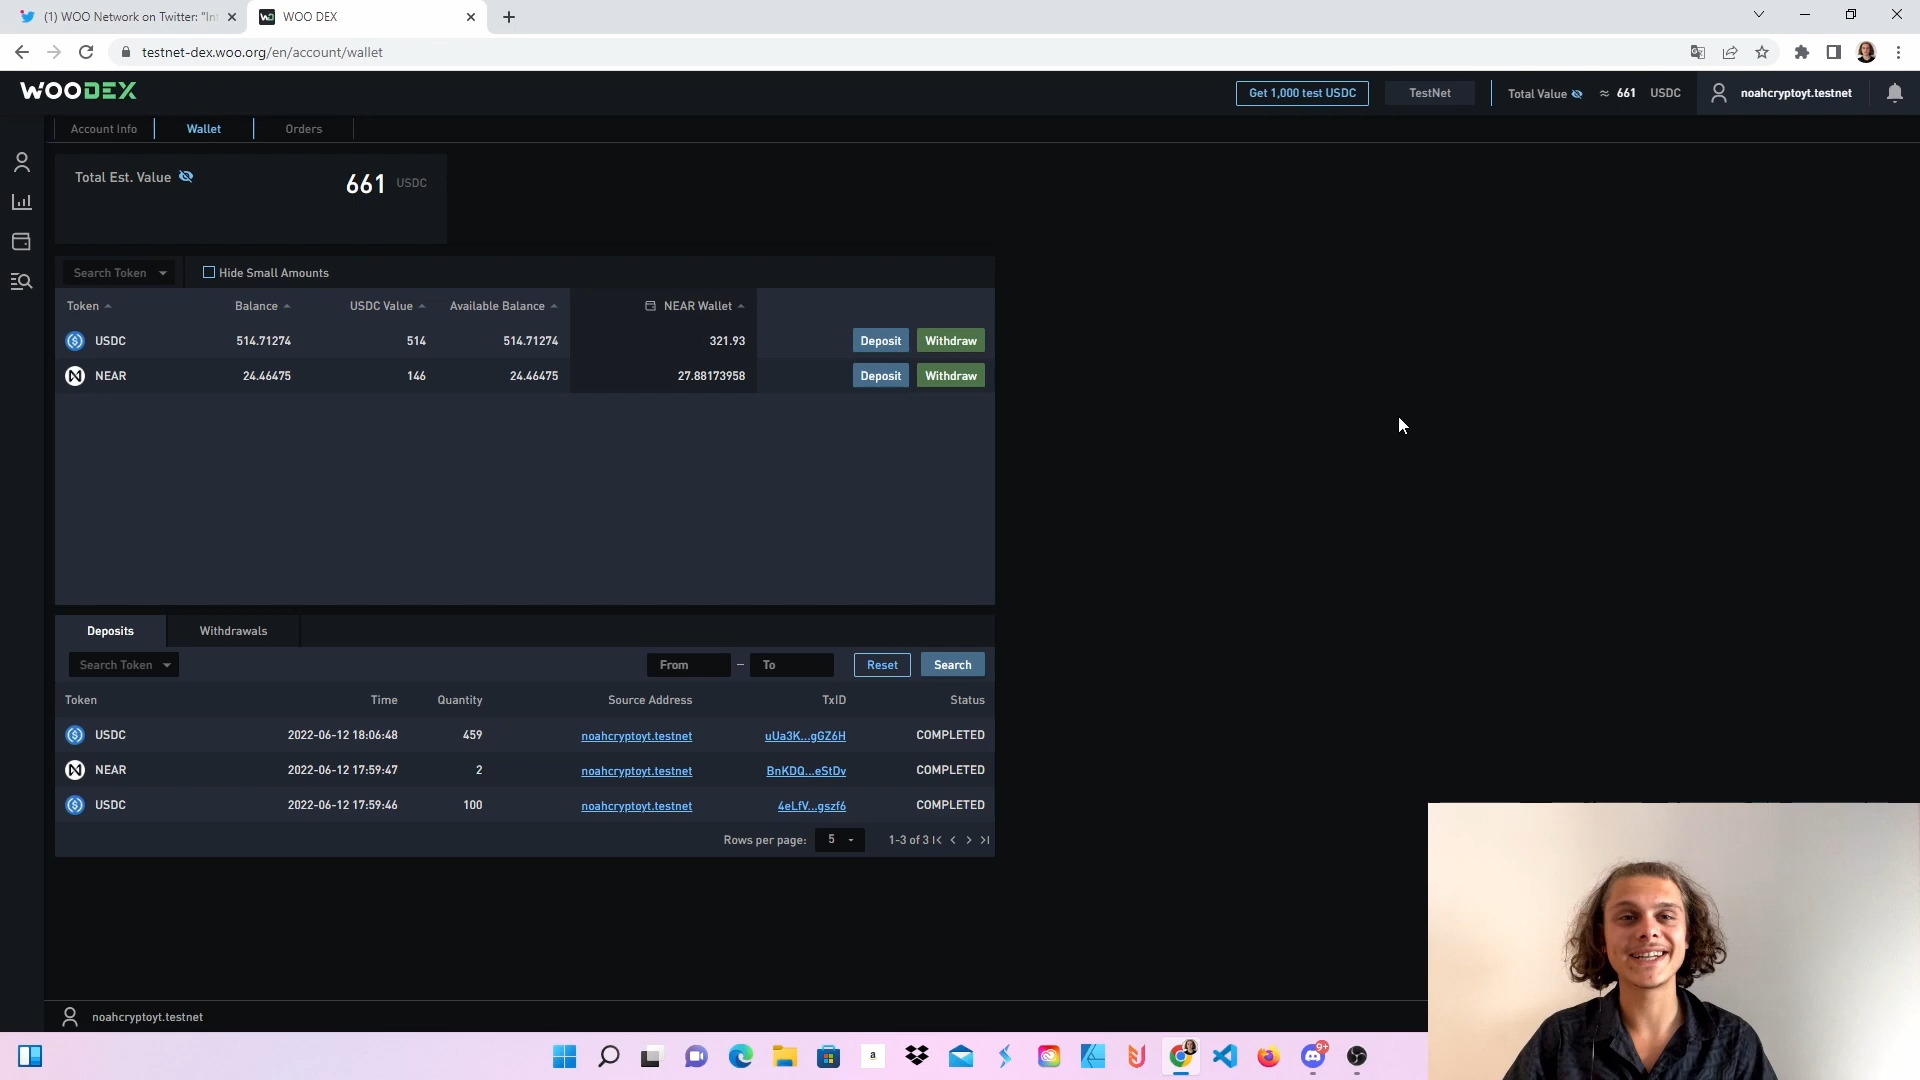 (1) WOO Network on Twitter: "Int
WOO DEX
testnet-dex.woo.org/en/account/wallet
WOODEX
Get 1,000 test USDC
TestNet
Total Value ≈ 661 USDC
noahcryptoyt.testnet
Account Info Wallet Orders
Total Est. Value 661 USDC
Search Token Hide Small Amounts
Token Balance USDC Value Available Balance NEAR Wallet
USDC 514.71274 514 514.71274 321.93 Deposit Withdraw
NEAR 24.46475 146 24.46475 27.88173958 Deposit Withdraw
Deposits Withdrawals
Search Token From – To Reset Search
Token Time Quantity Source Address TxID Status
USDC 2022-06-12 18:06:48 459 noahcryptoyt.testnet uUa3K...gGZ6H COMPLETED
NEAR 2022-06-12 17:59:47 2 noahcryptoyt.testnet BnKDQ...eStDv COMPLETED
USDC 2022-06-12 17:59:46 100 noahcryptoyt.testnet 4eLfV...gszf6 COMPLETED
Rows per page: 5 1-3 of 3
noahcryptoyt.testnet
a
9+